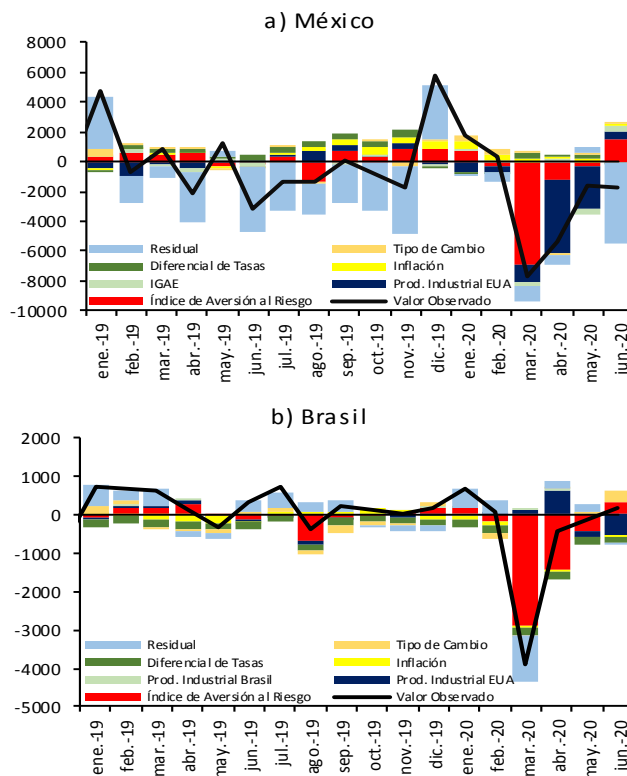 a) México
8000
6000
4000
2000
0
-2000
-4000
-6000
-8000
-10000
Residual
Tipo de Cambio
Diferencial de Tasas
Inflación
IGAE
Prod. Industrial EUA
Índice de Aversión al Riesgo
Valor Observado
ene.-19 feb.-19 mar.-19 abr.-19 may.-19 jun.-19 jul.-19 ago.-19 sep.-19 oct.-19 nov.-19 dic.-19 ene.-20 feb.-20 mar.-20 abr.-20 may.-20 jun.-20
b) Brasil
2000
1000
0
-1000
-2000
-3000
-4000
-5000
Residual
Tipo de Cambio
Diferencial de Tasas
Inflación
Prod. Industrial Brasil
Prod. Industrial EUA
Índice de Aversión al Riesgo
Valor Observado
ene.-19 feb.-19 mar.-19 abr.-19 may.-19 jun.-19 jul.-19 ago.-19 sep.-19 oct.-19 nov.-19 dic.-19 ene.-20 feb.-20 mar.-20 abr.-20 may.-20 jun.-20